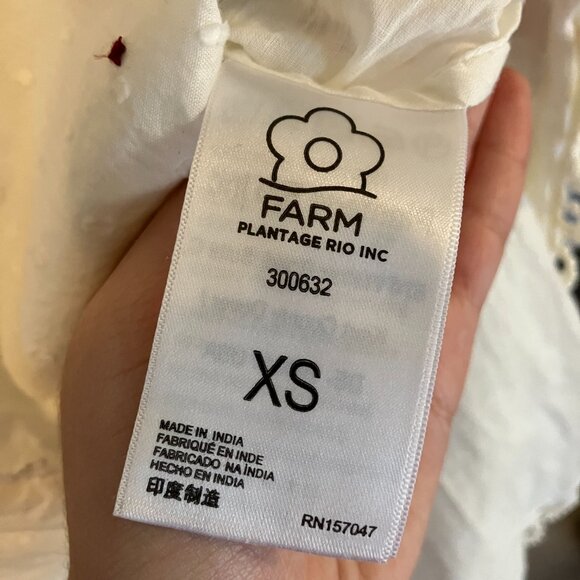 FARM
PLANTAGE RIO INC
300632
XS
MADE IN INDIA
FABRIQUÉ EN INDE
FABRICADO NA ÍNDIA
HECHO EN INDIA
印度制造
RN157047